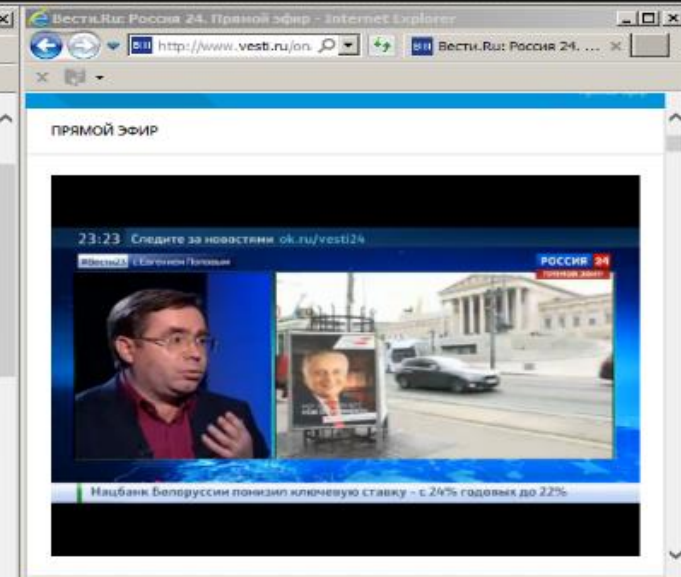 Вести.Ru: Россия 24. Прямой эфир - Internet Explorer
http://www.vesti.ru/on
Вести.Ru: Россия 24. ...
ПРЯМОЙ ЭФИР
23:23 Следите за новостями ok.ru/vesti24
#Вести23 с Евгением Поповым
РОССИЯ 24
ПРЯМОЙ ЭФИР
Нацбанк Белоруссии понизил ключевую ставку - с 24% годовых до 22%